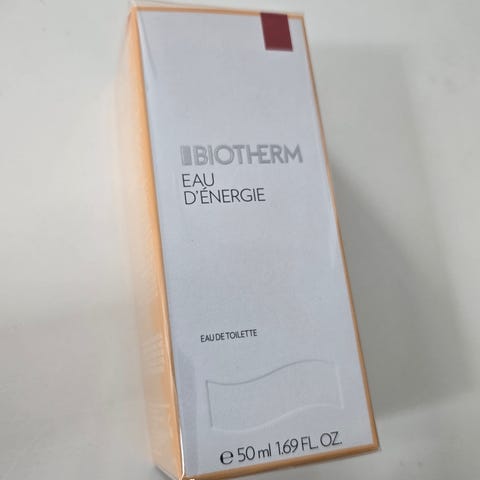 BIOTHERM
EAU
D'ÉNERGIE
EAU DE TOILETTE
℮ 50 ml 1.69 FL. OZ.